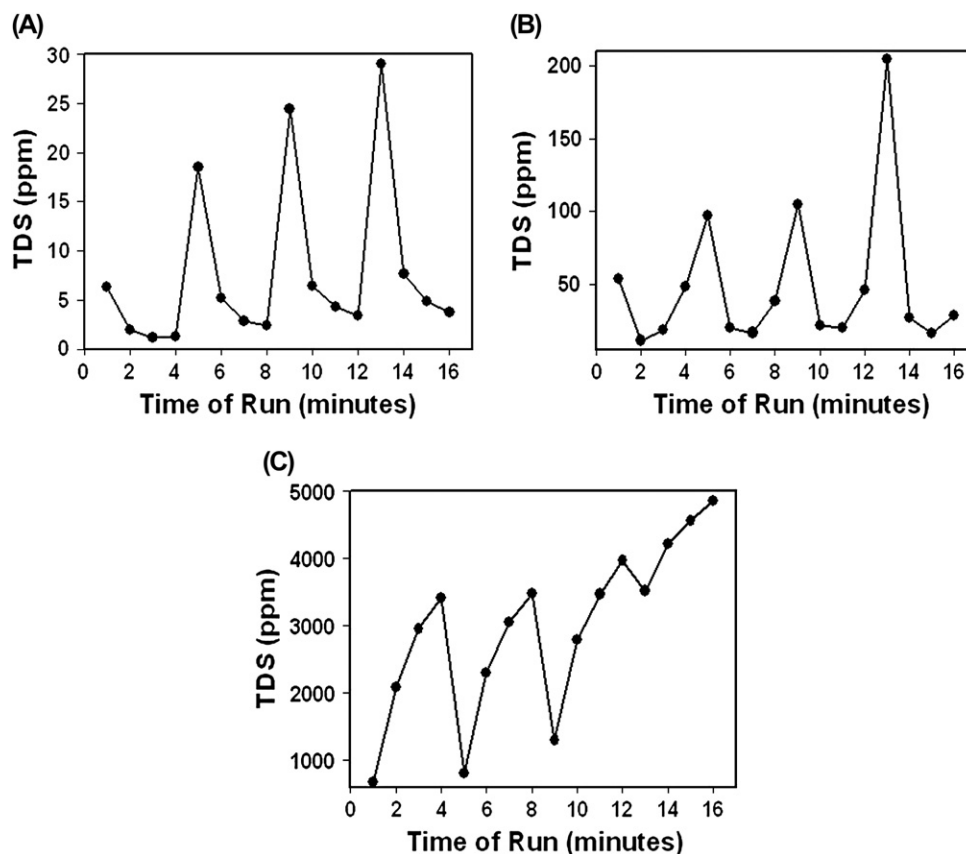 (A)
30
25
20
15
10
5
0
TDS (ppm)
0 2 4 6 8 10 12 14 16
Time of Run (minutes)
(B)
200
150
100
50
TDS (ppm)
0 2 4 6 8 10 12 14 16
Time of Run (minutes)
(C)
5000
4000
3000
2000
1000
TDS (ppm)
0 2 4 6 8 10 12 14 16
Time of Run (minutes)